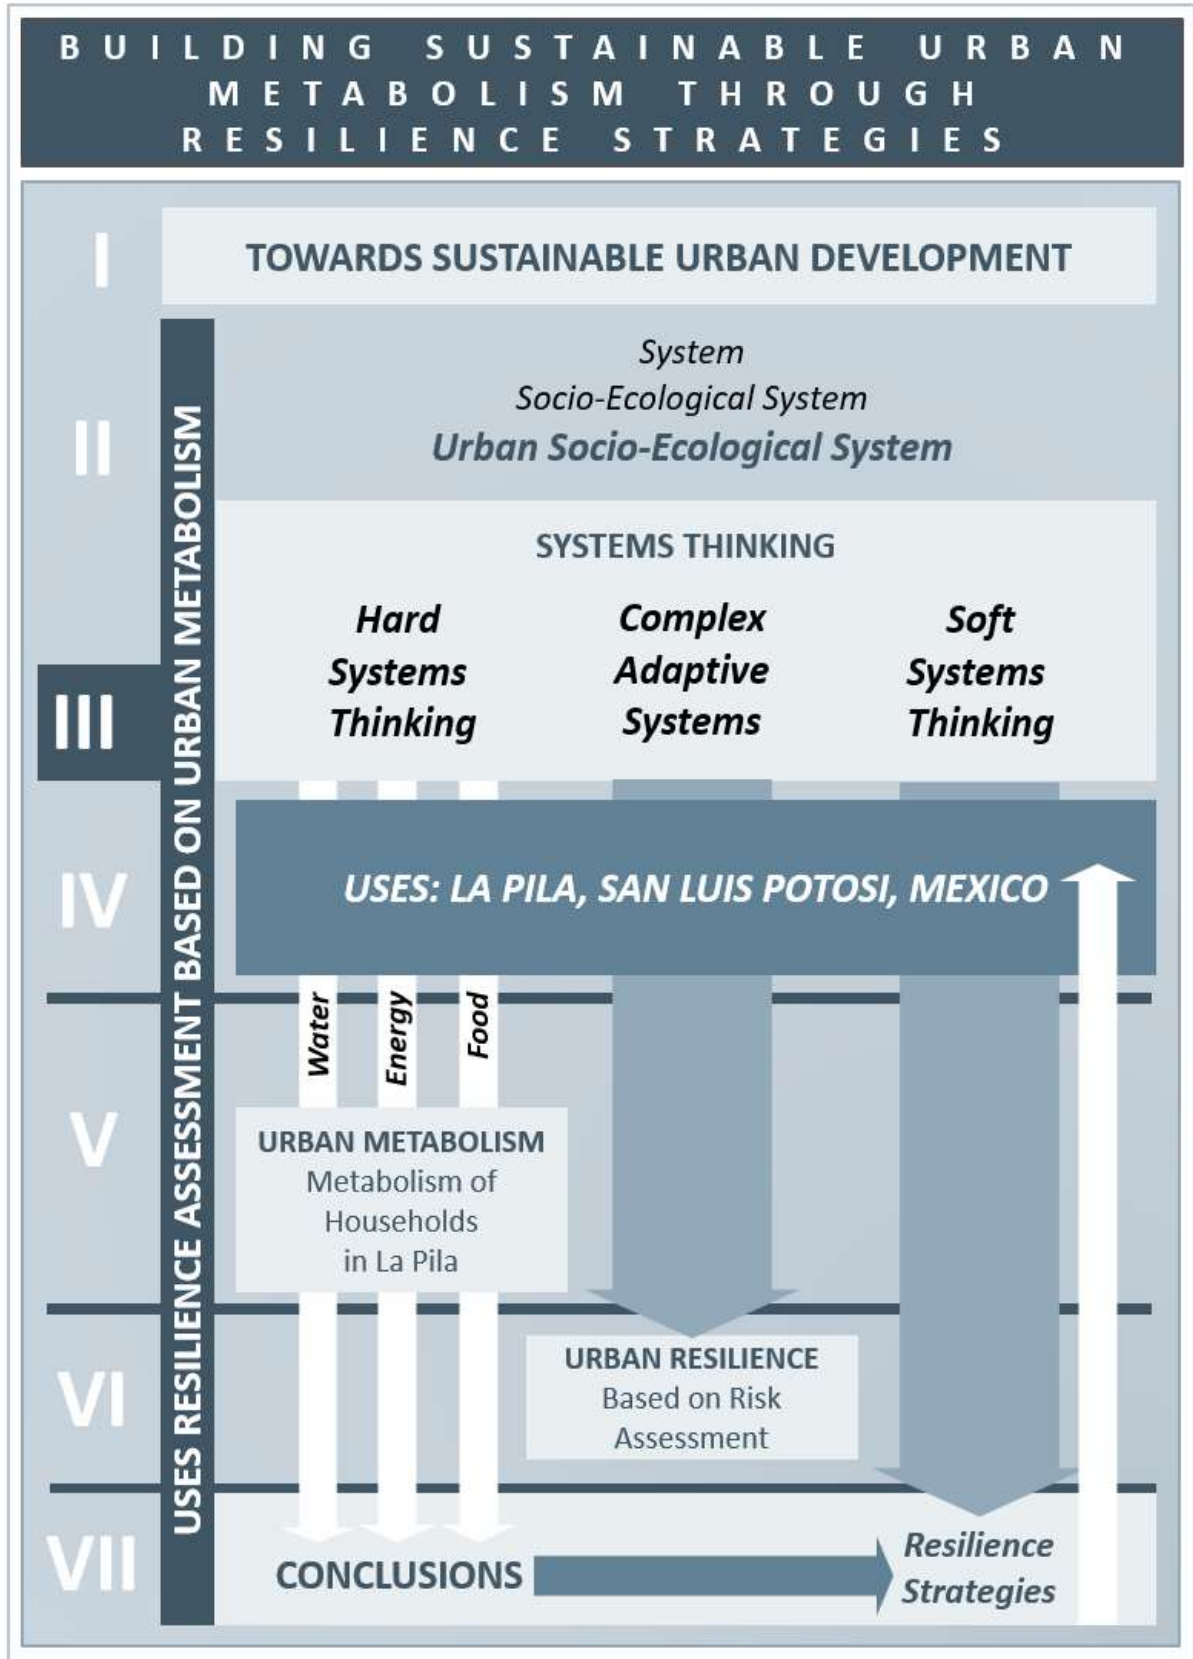 BUILDING SUSTAINABLE URBAN
METABOLISM THROUGH
RESILIENCE STRATEGIES
I
TOWARDS SUSTAINABLE URBAN DEVELOPMENT
II
System
Socio-Ecological System
Urban Socio-Ecological System
USES RESILIENCE ASSESSMENT BASED ON URBAN METABOLISM
SYSTEMS THINKING
Hard
Systems
Thinking
Complex
Adaptive
Systems
Soft
Systems
Thinking
III
IV
USES: LA PILA, SAN LUIS POTOSI, MEXICO
Water
Energy
Food
V
URBAN METABOLISM
Metabolism of
Households
in La Pila
VI
URBAN RESILIENCE
Based on Risk
Assessment
VII
CONCLUSIONS
Resilience
Strategies